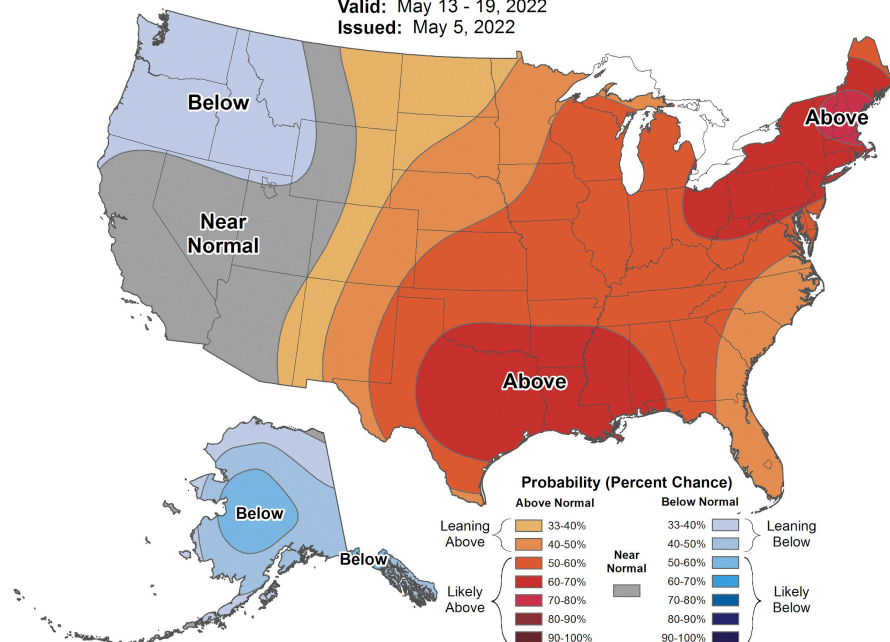 Valid: May 13 - 19, 2022
Issued: May 5, 2022
Below
Above
Near
Normal
Above
Below
Below
Probability (Percent Chance)
Above Normal
Below Normal
Leaning
Above
33-40%
40-50%
Likely
Above
50-60%
60-70%
70-80%
80-90%
90-100%
Near
Normal
33-40%
40-50%
Leaning
Below
50-60%
60-70%
70-80%
80-90%
90-100%
Likely
Below